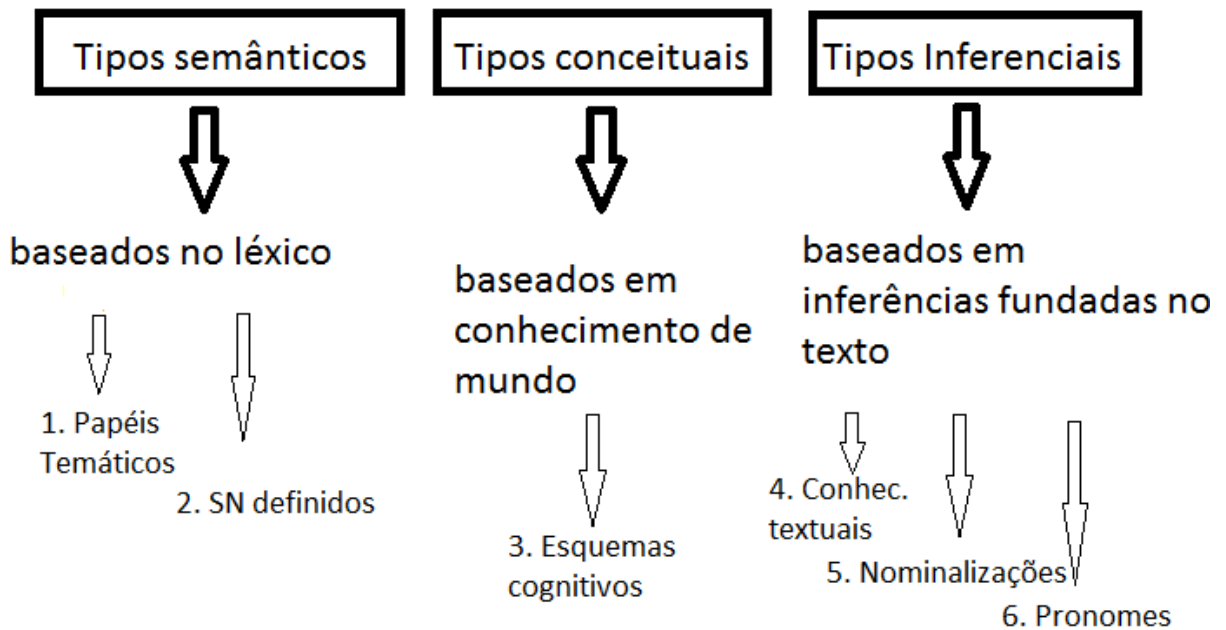 Tipos semânticos
baseados no léxico
1. Papéis
Temáticos
2. SN definidos
Tipos conceituais
baseados em
conhecimento de
mundo
3. Esquemas
cognitivos
Tipos Inferenciais
baseados em
inferências fundadas no
texto
4. Conhec.
textuais
5. Nominalizações
6. Pronomes